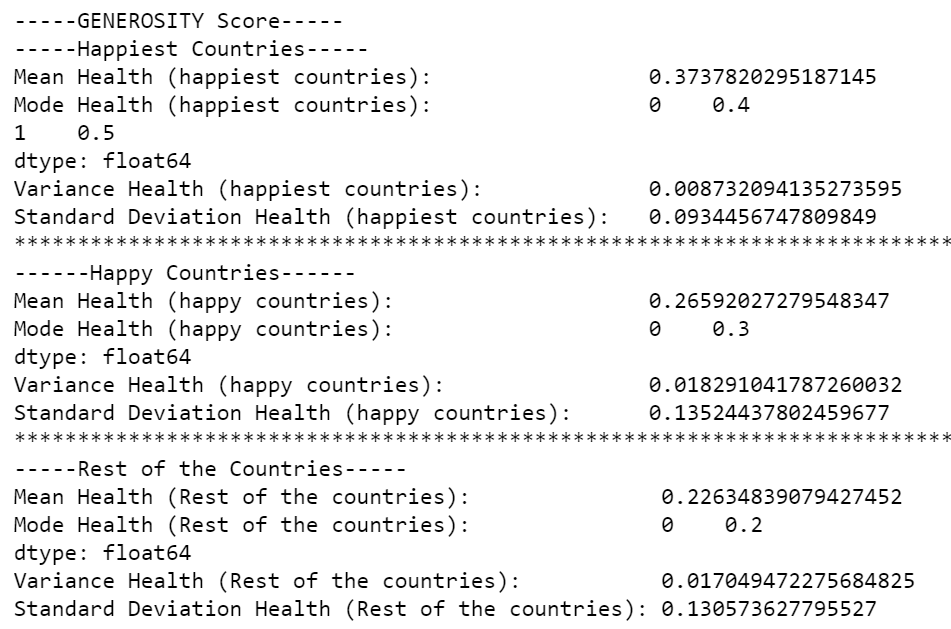 -----GENEROSITY Score-----
-----Happiest Countries-----
Mean Health (happiest countries):                 0.3737820295187145
Mode Health (happiest countries):                 0    0.4
1    0.5
dtype: float64
Variance Health (happiest countries):             0.008732094135273595
Standard Deviation Health (happiest countries):   0.0934456747809849
**************************************************************************
------Happy Countries------
Mean Health (happy countries):                    0.26592027279548347
Mode Health (happy countries):                    0    0.3
dtype: float64
Variance Health (happy countries):                0.018291041787260032
Standard Deviation Health (happy countries):      0.13524437802459677
**************************************************************************
-----Rest of the Countries-----
Mean Health (Rest of the countries):               0.22634839079427452
Mode Health (Rest of the countries):               0    0.2
dtype: float64
Variance Health (Rest of the countries):           0.017049472275684825
Standard Deviation Health (Rest of the countries): 0.130573627795527